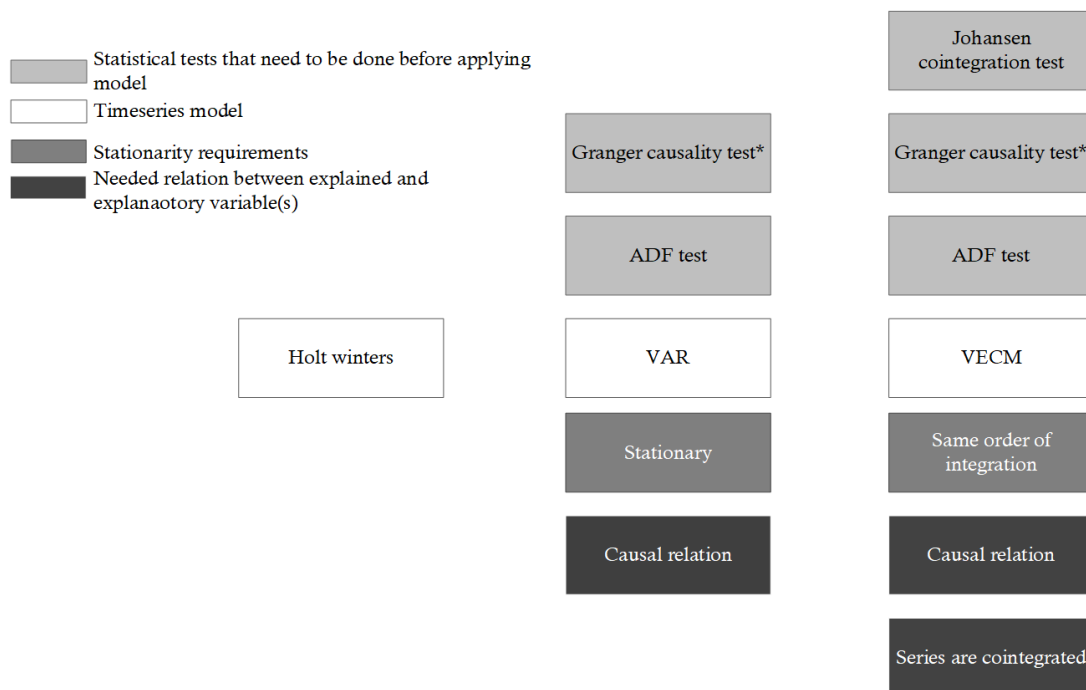 Statistical tests that need to be done before applying
model
Timeseries model
Stationarity requirements
Needed relation between explained and
explanaotory variable(s)
Johansen
cointegration test
Granger causality test*
Granger causality test*
ADF test
ADF test
Holt winters
VAR
VECM
Stationary
Same order of
integration
Causal relation
Causal relation
Series are cointegrated